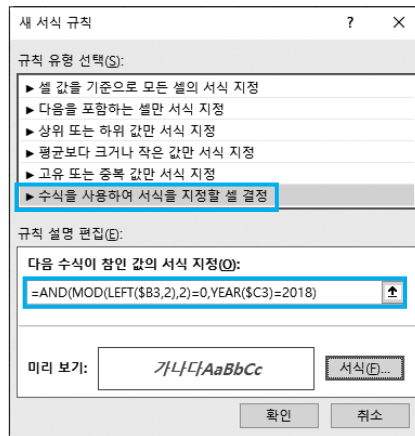 새 서식 규칙 ? ×
규칙 유형 선택(S):
► 셀 값을 기준으로 모든 셀의 서식 지정
► 다음을 포함하는 셀만 서식 지정
► 상위 또는 하위 값만 서식 지정
► 평균보다 크거나 작은 값만 서식 지정
► 고유 또는 중복 값만 서식 지정
► 수식을 사용하여 서식을 지정할 셀 결정
규칙 설명 편집(E):
다음 수식이 참인 값의 서식 지정(O):
=AND(MOD(LEFT($B3,2),2)=0,YEAR($C3)=2018)
미리 보기: 가나다AaBbCc 서식(F)...
확인 취소